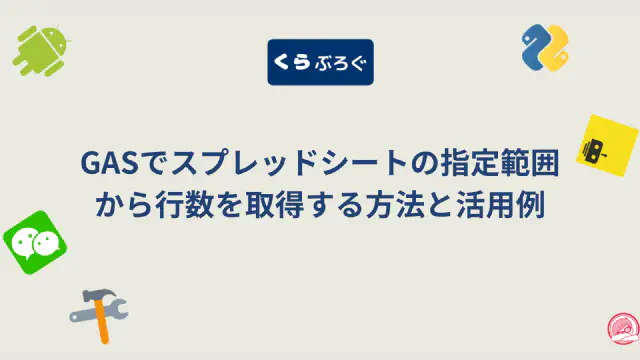 くらぶろぐ
GASでスプレッドシートの指定範囲
から行数を取得する方法と活用例